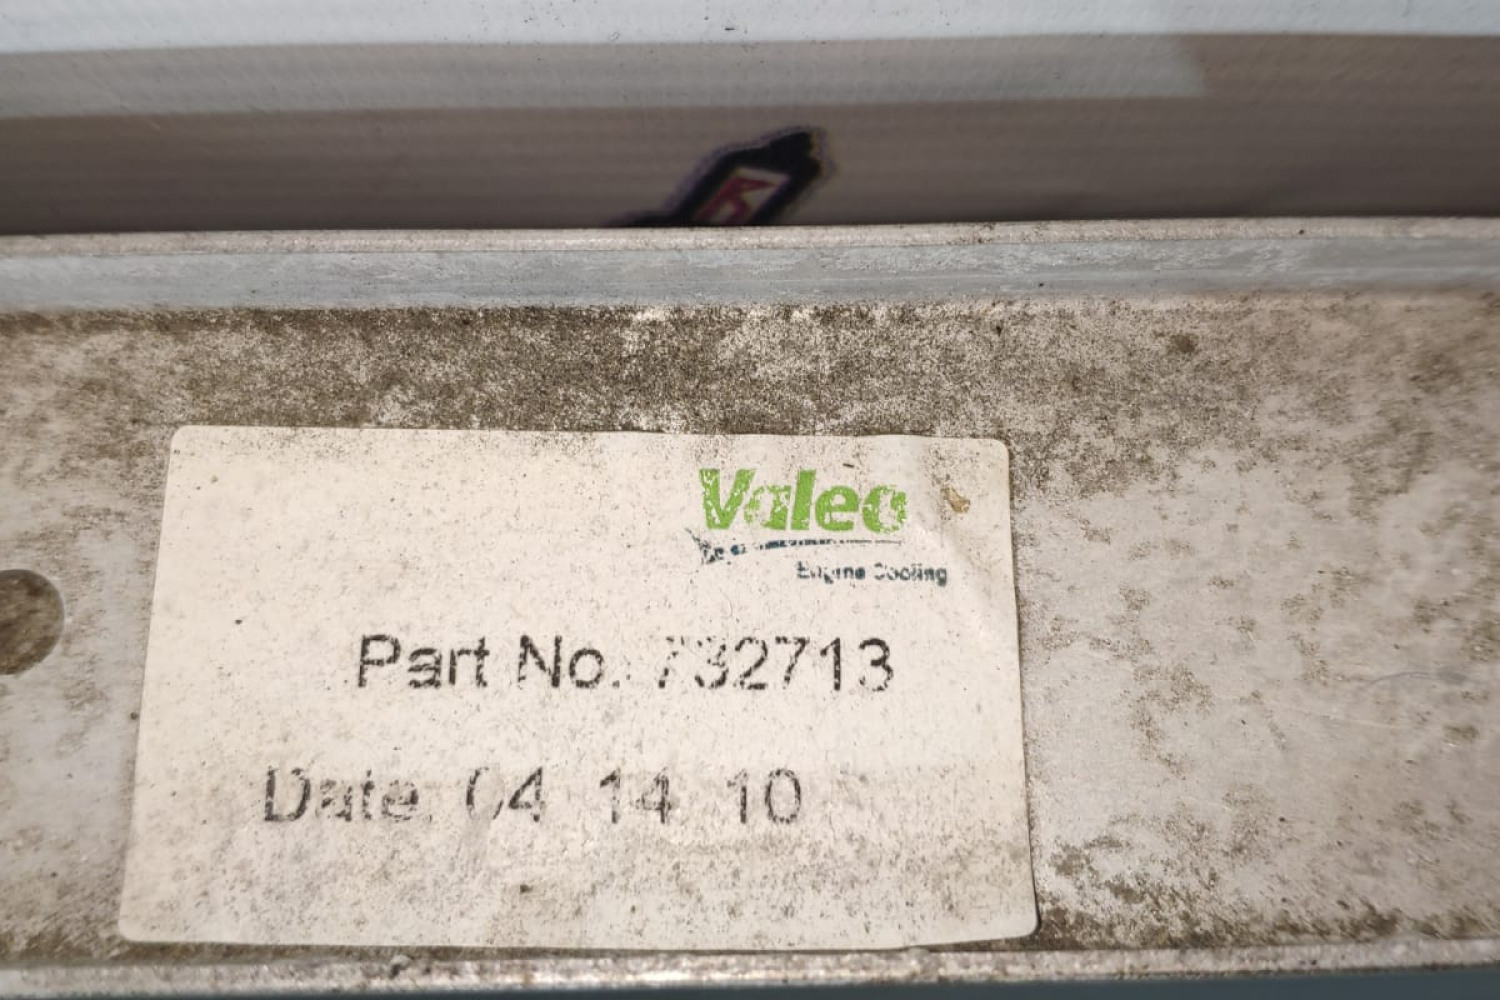 Valeo
Engine Cooling
Part No. 732713
Date. 04 14 10